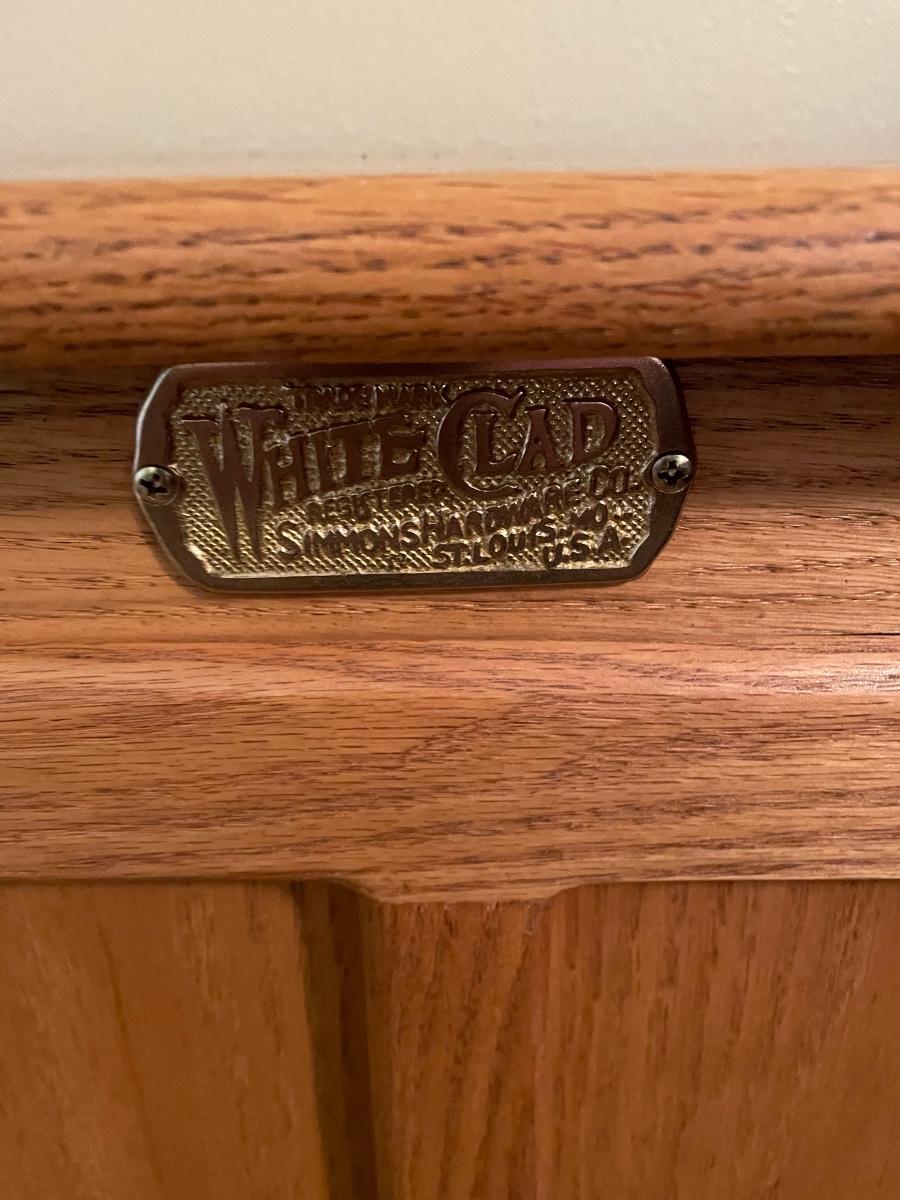 TRADE MARK
WHITE CLAD
REGISTERED
SIMMONS HARDWARE CO.
ST. LOUIS, MO.
U.S.A.